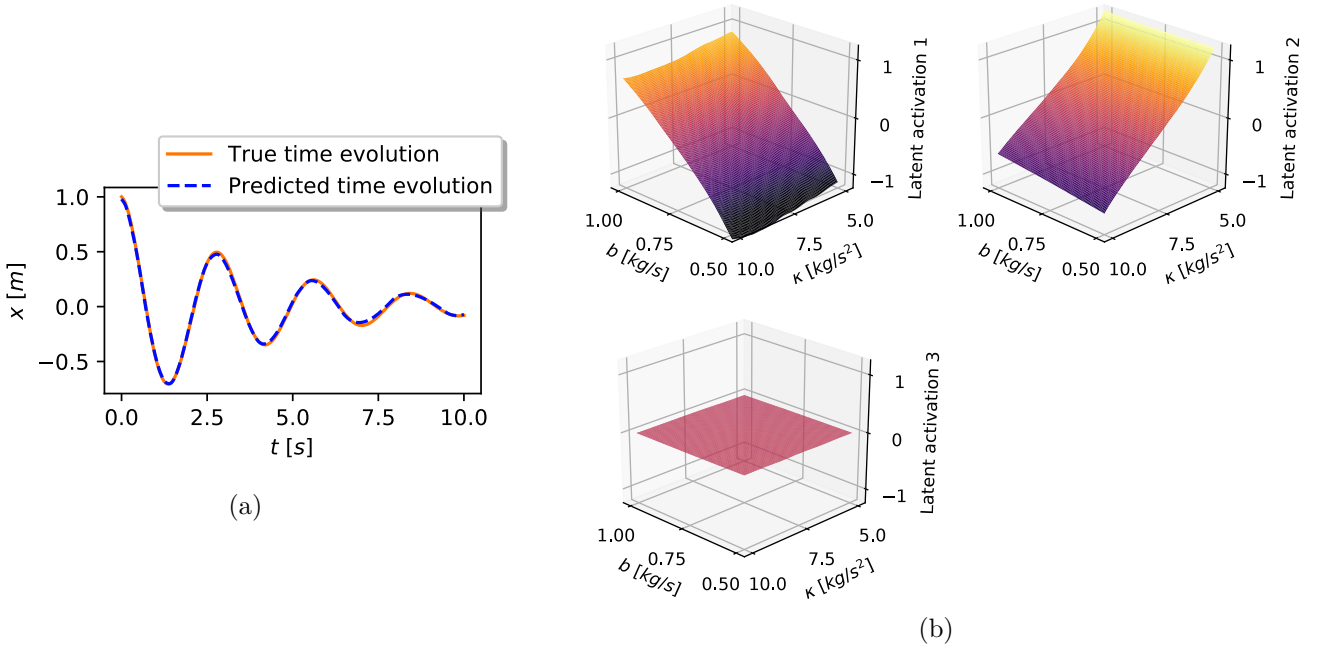 True time evolution
Predicted time evolution
1.0
0.5
0.0
−0.5
x [m]
0.0 2.5 5.0 7.5 10.0
t [s]
(a)
Latent activation 1
1
0
−1
1.00
0.75
0.50
b [kg/s]
10.0
7.5
5.0
κ [kg/s²]
Latent activation 2
1
0
−1
1.00
0.75
0.50
b [kg/s]
10.0
7.5
5.0
κ [kg/s²]
Latent activation 3
1
0
−1
1.00
0.75
0.50
b [kg/s]
10.0
7.5
5.0
κ [kg/s²]
(b)